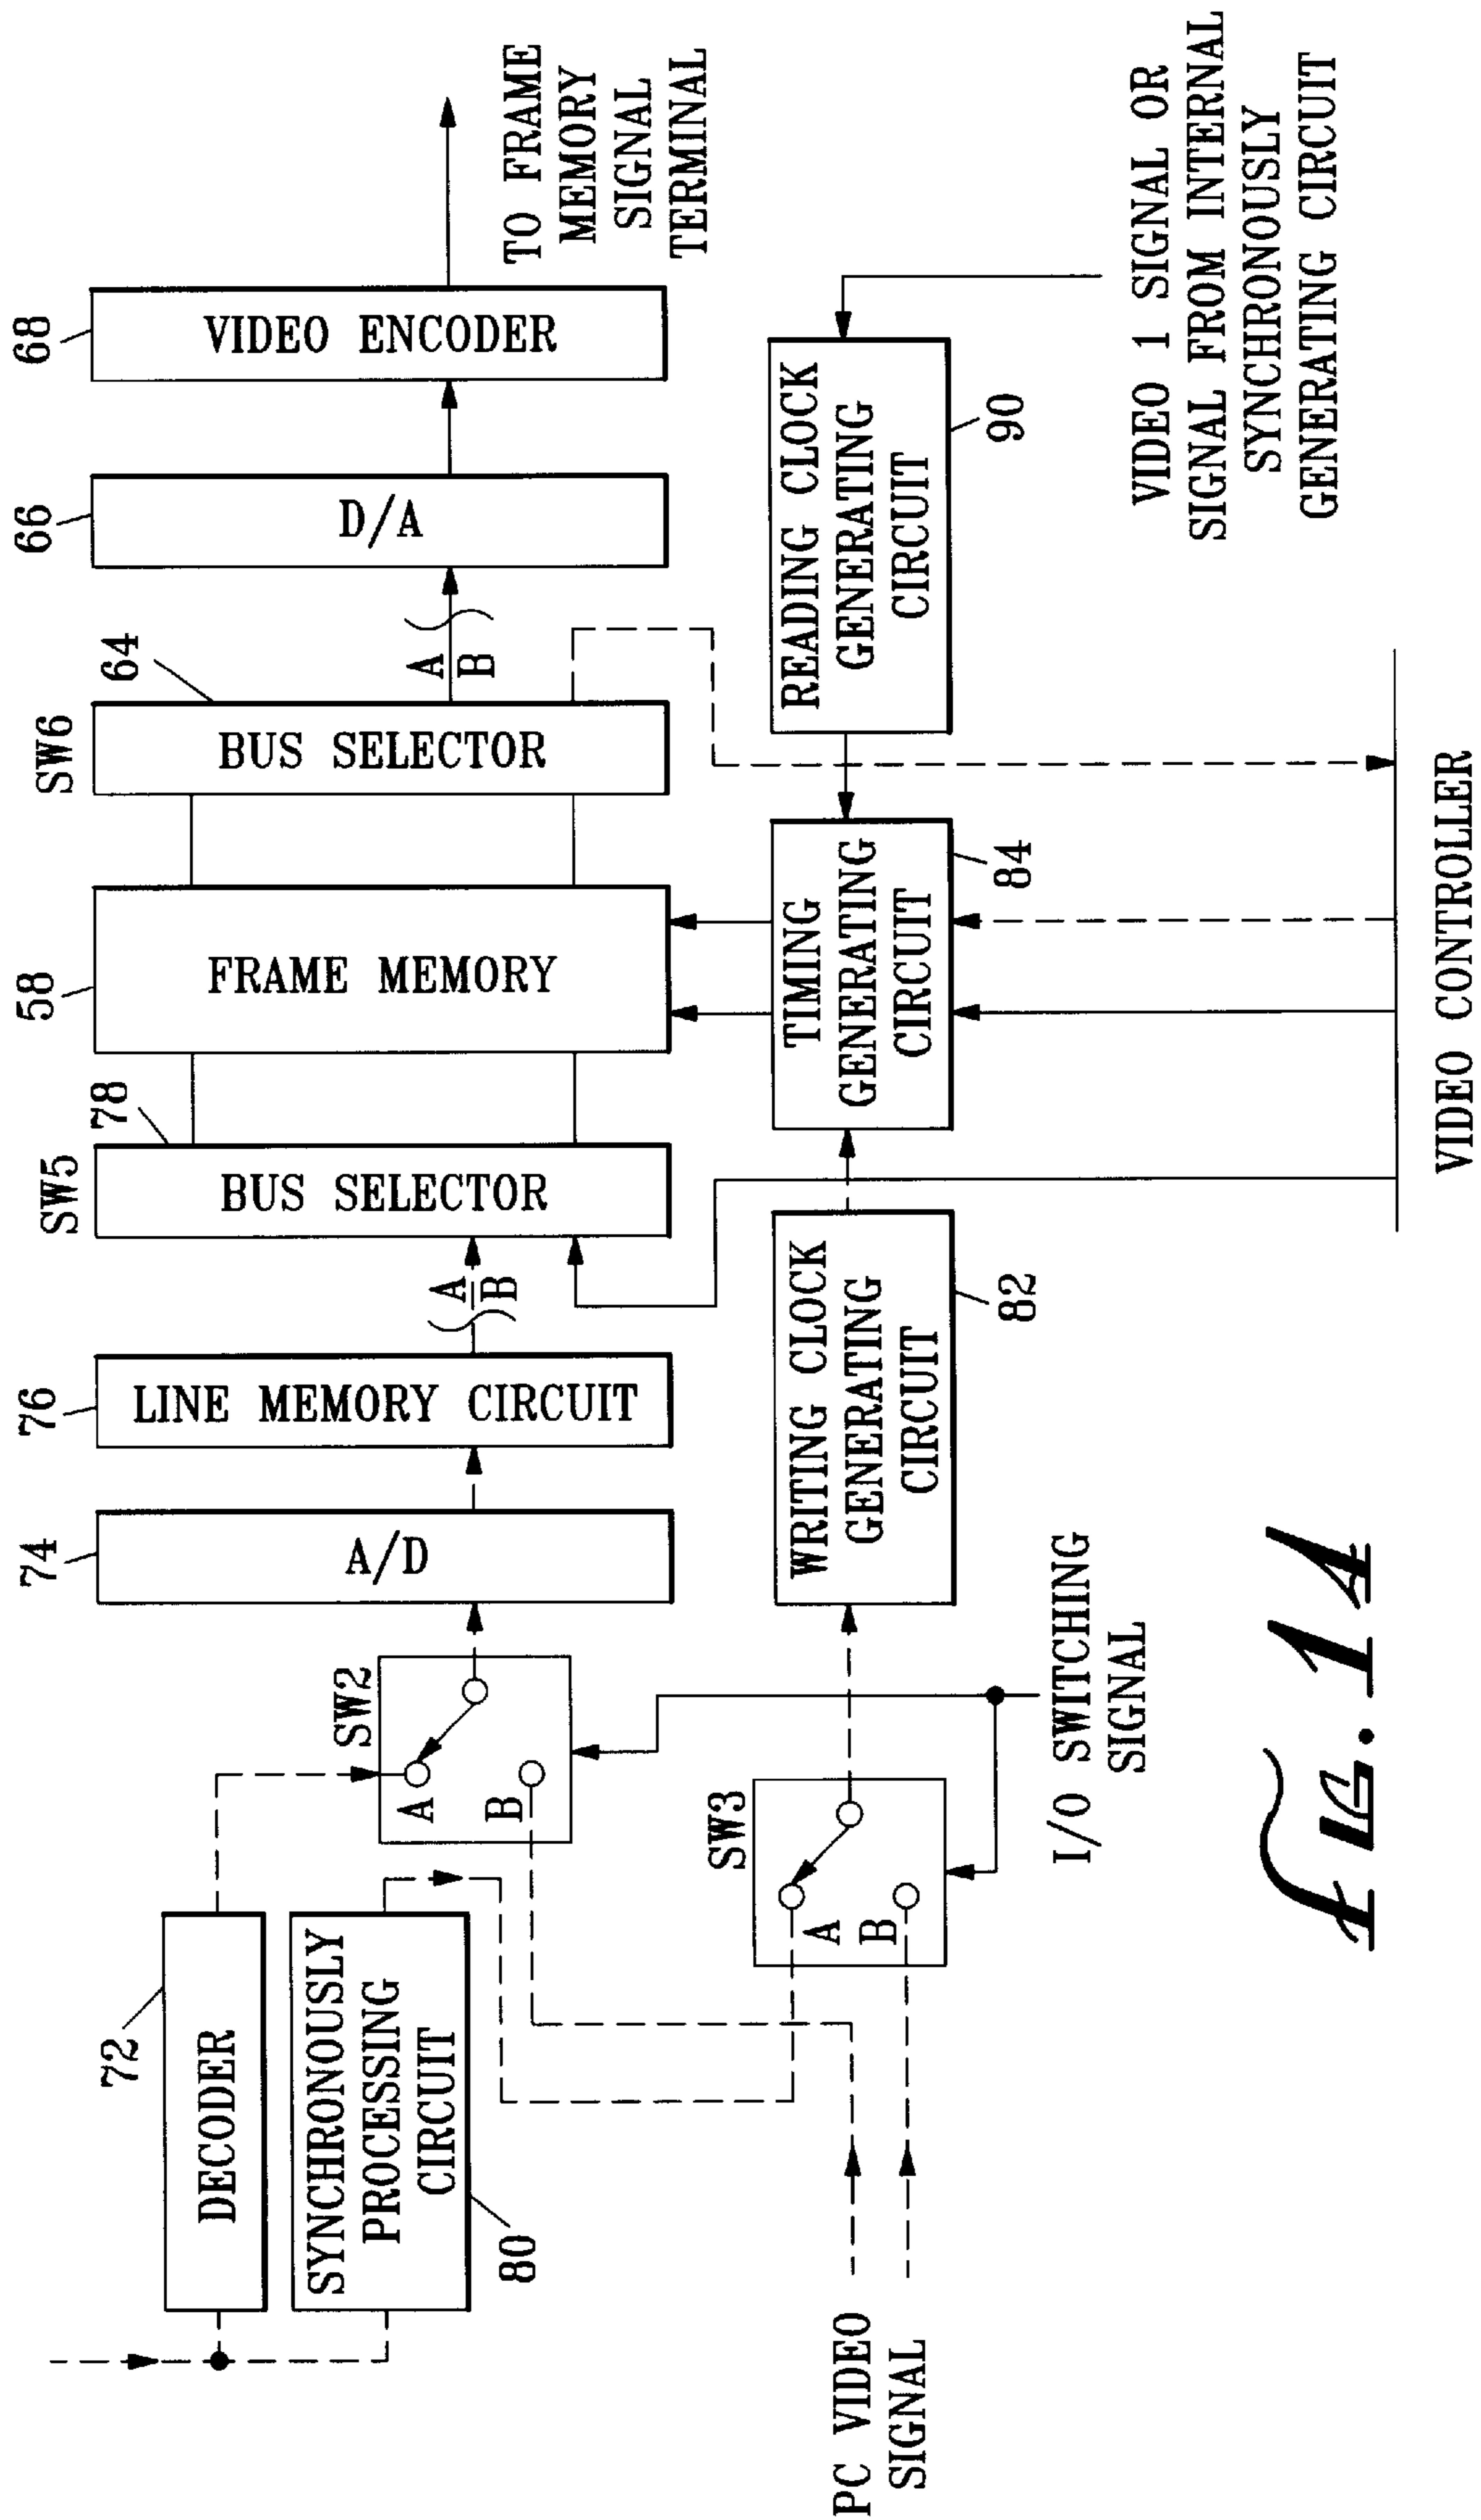 72
DECODER
SYNCHRONOUSLY
PROCESSING
CIRCUIT
80
PC VIDEO
SIGNAL
SW2
A
B
SW3
A
B
I/O SWITCHING
SIGNAL
74
A/D
76
LINE MEMORY CIRCUIT
A
B
SW5
78
BUS SELECTOR
58
FRAME MEMORY
SW6
64
BUS SELECTOR
A
B
66
D/A
68
VIDEO ENCODER
TO FRAME
MEMORY
SIGNAL
TERMINAL
WRITING CLOCK
GENERATING
CIRCUIT
82
TIMING
GENERATING
CIRCUIT
84
READING CLOCK
GENERATING
CIRCUIT
90
VIDEO 1 SIGNAL OR
SIGNAL FROM INTERNAL
SYNCHRONOUSLY
GENERATING CIRCUIT
VIDEO CONTROLLER
FIG. 14